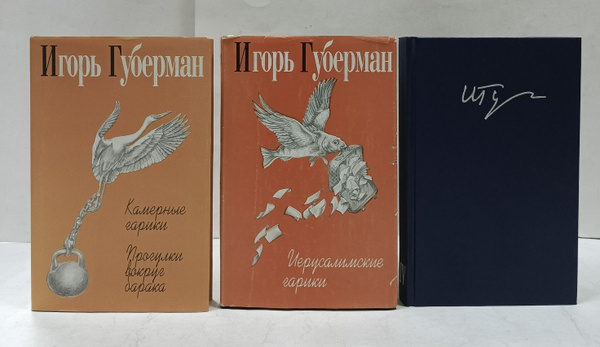 Игорь Губерман
Камерные
гарики
Прогулки
вокруг
барака
Игорь Губерман
Иерусалимские
гарики